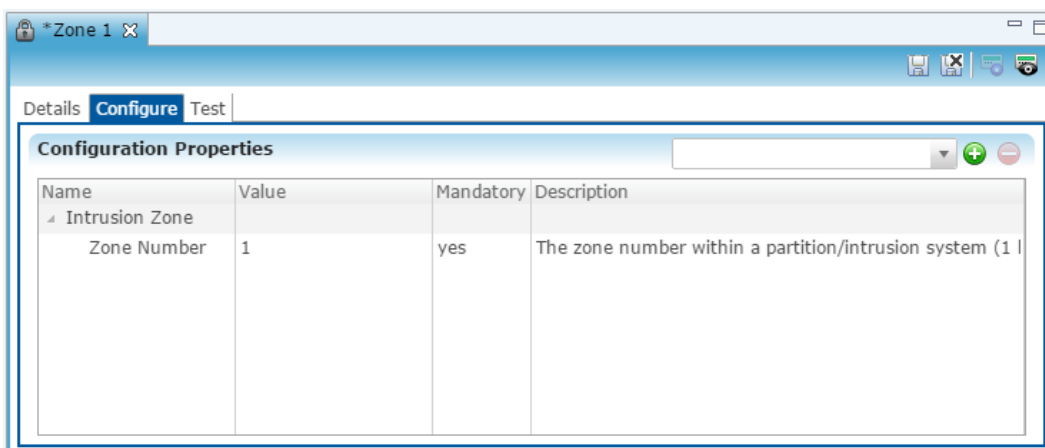 *Zone 1
Details Configure Test
Configuration Properties
Name Value Mandatory Description
Intrusion Zone
Zone Number 1 yes The zone number within a partition/intrusion system (1